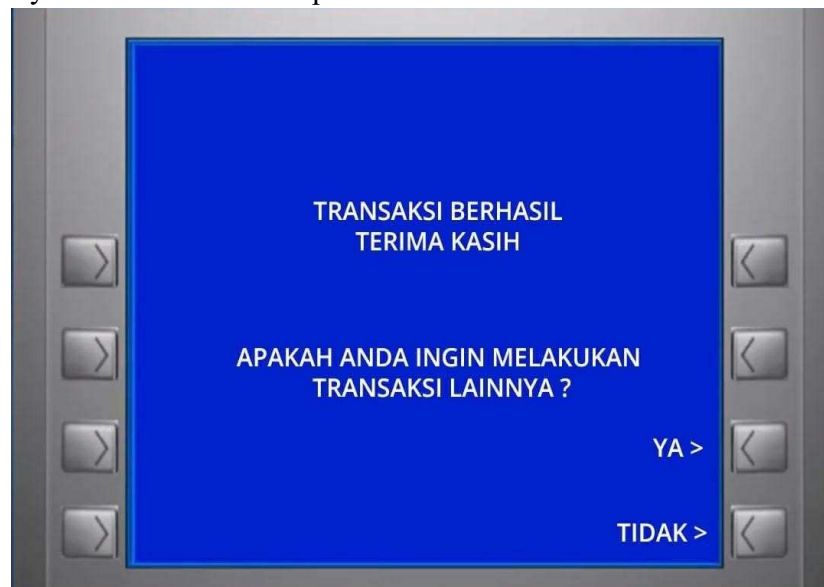 TRANSAKSI BERHASIL
TERIMA KASIH
APAKAH ANDA INGIN MELAKUKAN
TRANSAKSI LAINNYA ?
YA >
TIDAK >